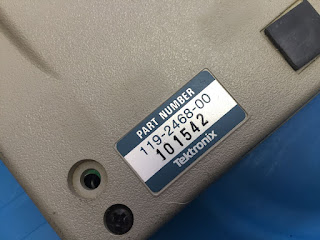 PART NUMBER
119-2468-00
101542
Tektronix